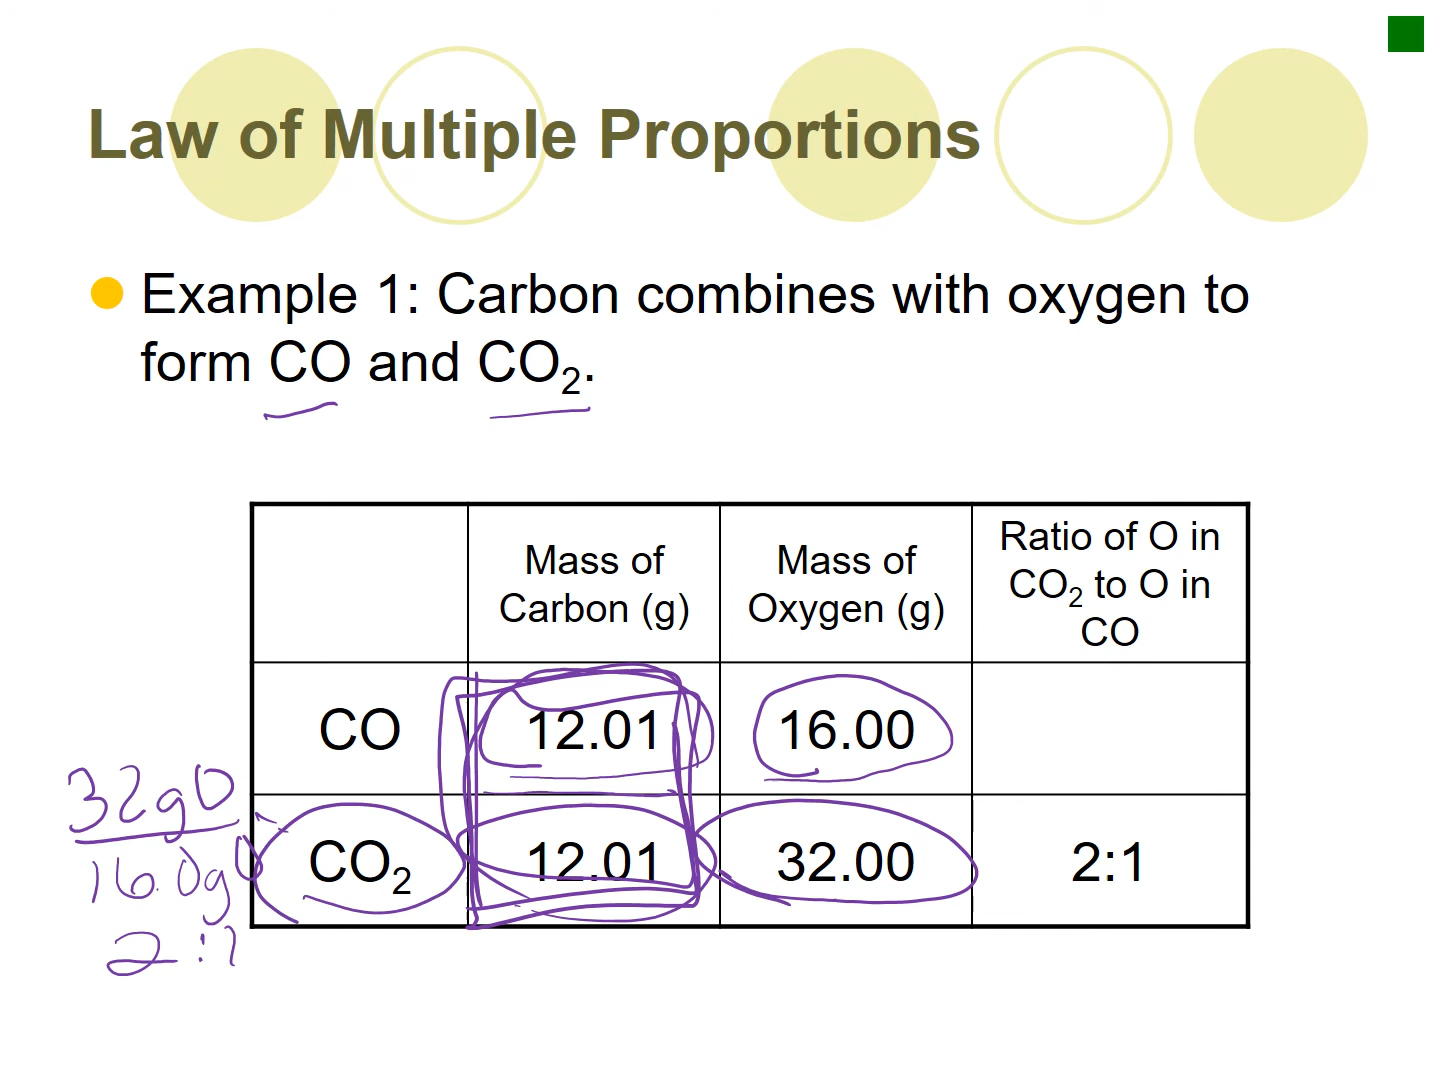 Law of Multiple Proportions
Example 1: Carbon combines with oxygen to
form CO and CO₂.
Mass of Carbon (g)
Mass of Oxygen (g)
Ratio of O in CO₂ to O in CO
CO 12.01 16.00
CO₂ 12.01 32.00 2:1
32gO
16.0gO
2:1